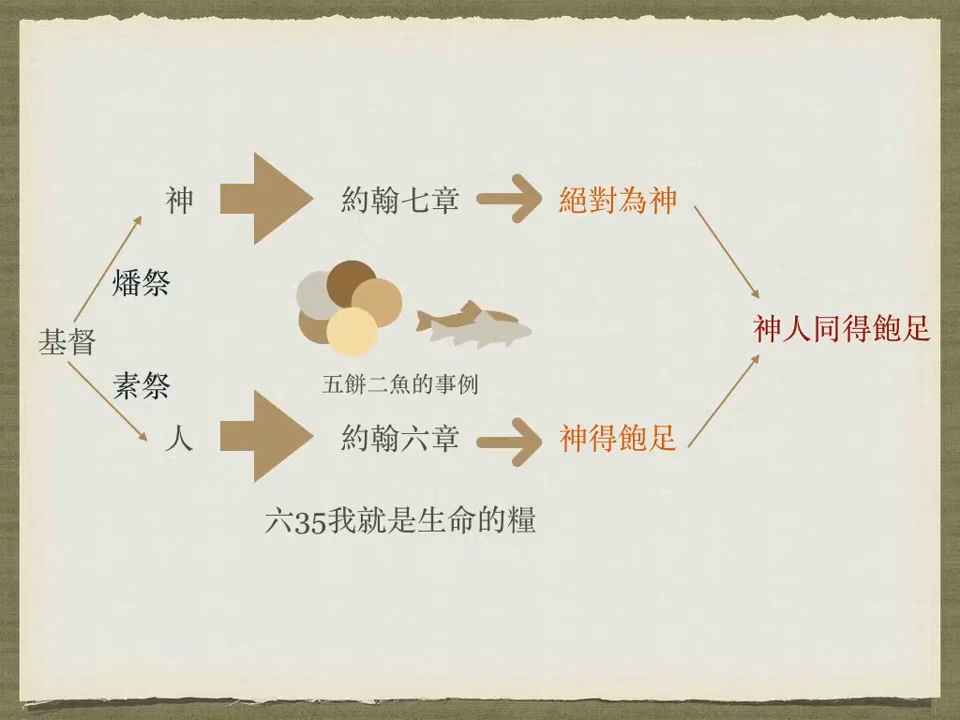 神
約翰七章
絕對為神
燔祭
基督
神人同得飽足
素祭
五餅二魚的事例
人
約翰六章
神得飽足
六35我就是生命的糧